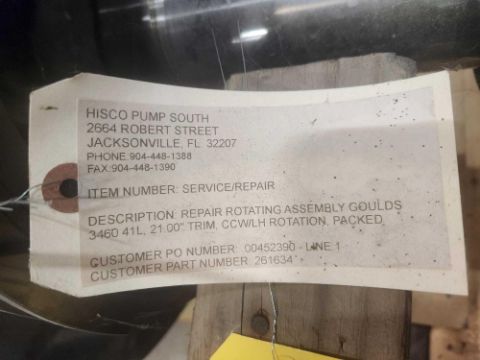 HISCO PUMP SOUTH
2664 ROBERT STREET
JACKSONVILLE, FL 32207
PHONE:904-448-1388
FAX:904-448-1390
ITEM NUMBER: SERVICE/REPAIR
DESCRIPTION: REPAIR ROTATING ASSEMBLY GOULDS
3460 41L, 21.00" TRIM, CCW/LH ROTATION, PACKED,
CUSTOMER PO NUMBER: 00452390 - LINE 1
CUSTOMER PART NUMBER: 261634